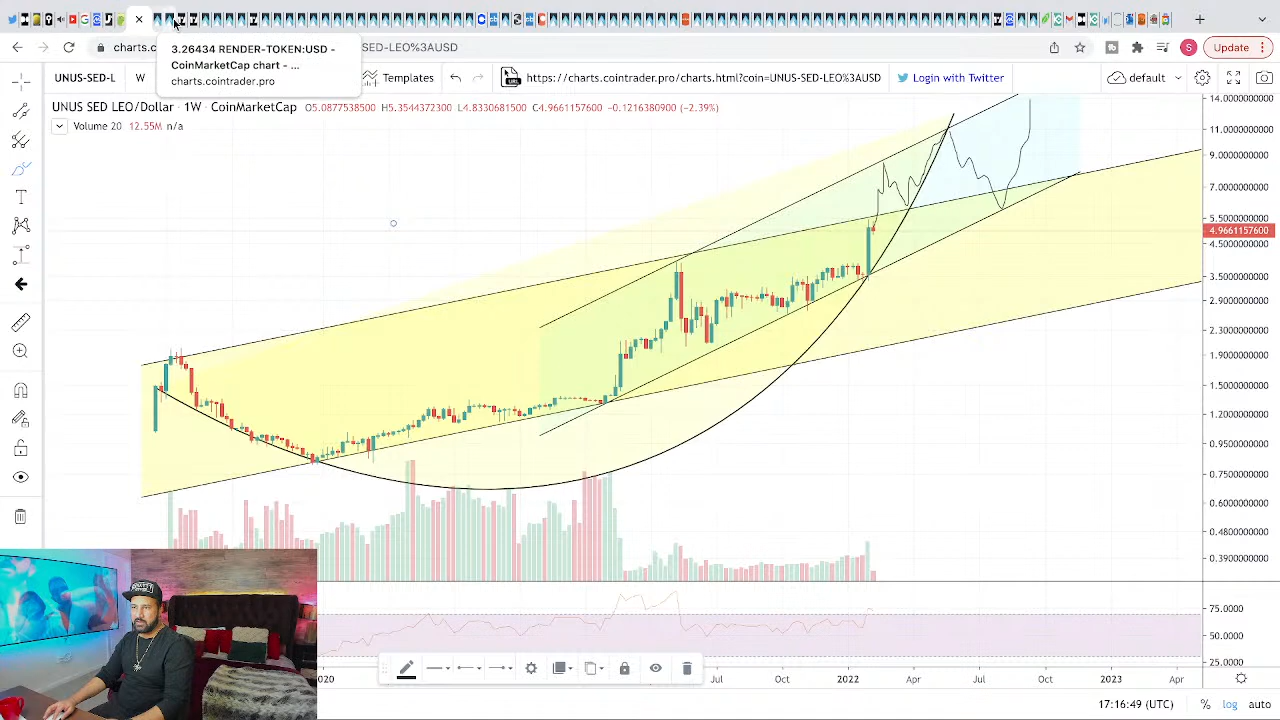 charts.co
SED-LEO%3AUSD
Update
S
3.26434 RENDER-TOKEN:USD -
CoinMarketCap chart - ...
charts.cointrader.pro
UNUS-SED-L
W
Templates
https://charts.cointrader.pro/charts.html?coin=UNUS-SED-LEO%3AUSD
Login with Twitter
default
UNUS SED LEO/Dollar · 1W · CoinMarketCap O5.0877538500 H5.3544372300 L4.8330681500 C4.9661157600 −0.1216380900 (−2.39%)
Volume 20 12.55M n/a
14.0000000000
11.0000000000
9.0000000000
7.0000000000
5.5000000000
4.9661157600
4.5000000000
3.5000000000
2.9000000000
2.3000000000
1.9000000000
1.5000000000
1.2000000000
0.9500000000
0.7500000000
0.6000000000
0.4800000000
0.3900000000
75.0000
50.0000
25.0000
2020
Jul
2022
Apr
Jul
Oct
2023
Apr
17:16:49 (UTC)
%
log
auto